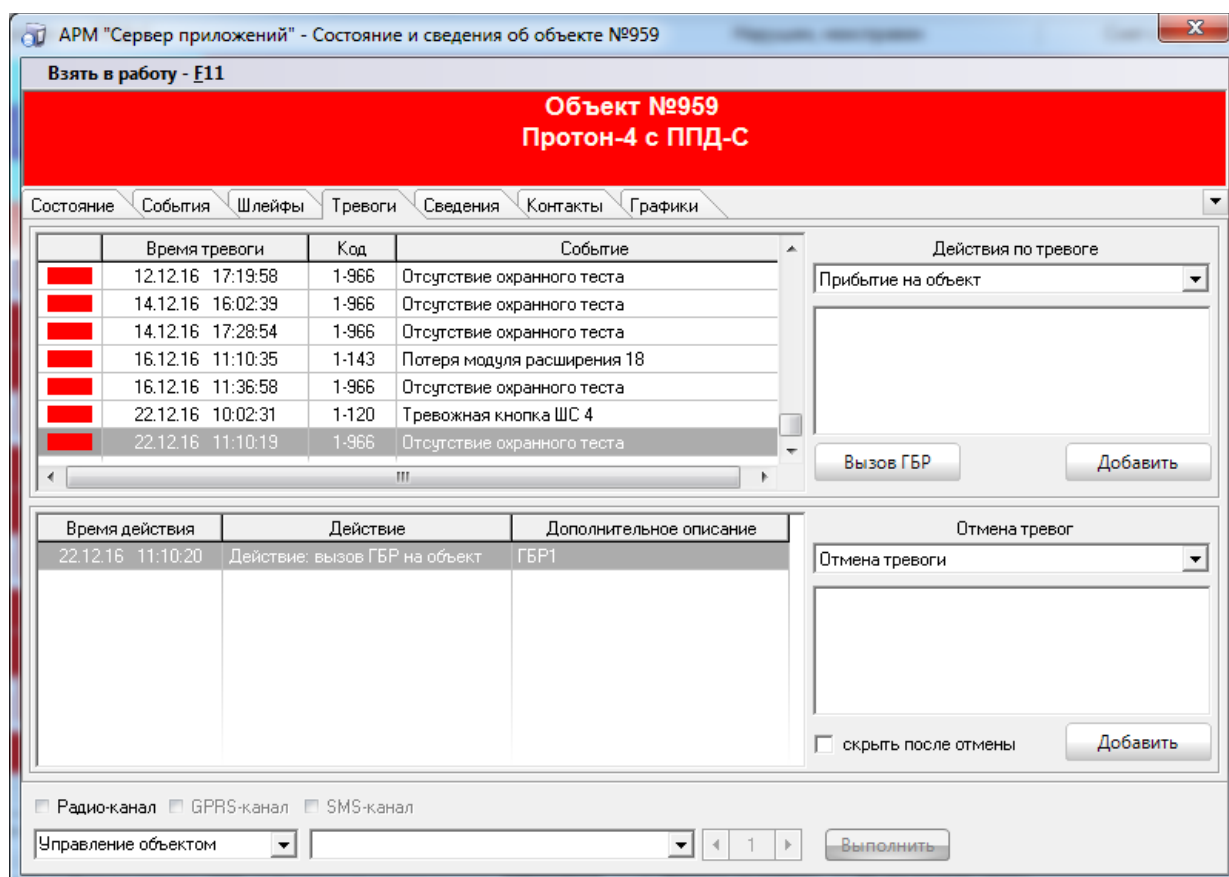 АРМ "Сервер приложений" - Состояние и сведения об объекте №959
Взять в работу - F11
Объект №959
Протон-4 с ППД-С
Состояние События Шлейфы Тревоги Сведения Контакты Графики
Время тревоги Код Событие
12.12.16 17:19:58 1-966 Отсутствие охранного теста
14.12.16 16:02:39 1-966 Отсутствие охранного теста
14.12.16 17:28:54 1-966 Отсутствие охранного теста
16.12.16 11:10:35 1-143 Потеря модуля расширения 18
16.12.16 11:36:58 1-966 Отсутствие охранного теста
22.12.16 10:02:31 1-120 Тревожная кнопка ШС 4
22.12.16 11:10:19 1-966 Отсутствие охранного теста
Действия по тревоге
Прибытие на объект
Вызов ГБР Добавить
Время действия Действие Дополнительное описание
22.12.16 11:10:20 Действие: вызов ГБР на объект ГБР1
Отмена тревог
Отмена тревоги
скрыть после отмены Добавить
Радио-канал GPRS-канал SMS-канал
Управление объектом 1 Выполнить